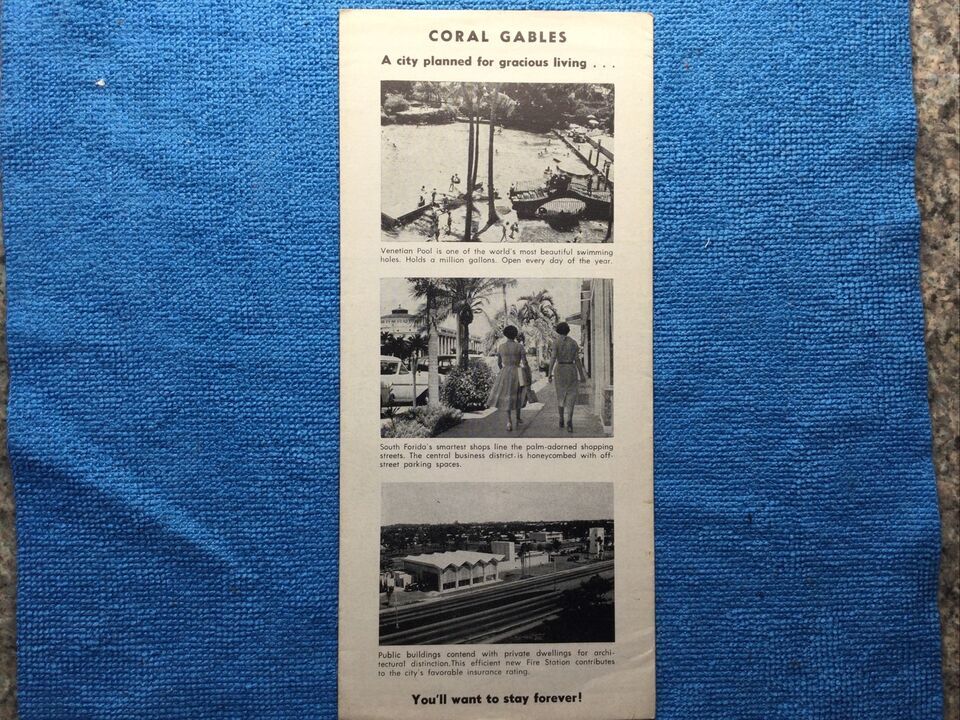 CORAL GABLES
A city planned for gracious living . . .
Venetian Pool is one of the world's most beautiful swimming
holes. Holds a million gallons. Open every day of the year.
South Forida's smartest shops line the palm-adorned shopping
streets. The central business district is honeycombed with off-
street parking spaces.
Public buildings contend with private dwellings for archi-
tectural distinction.This efficient new Fire Station contributes
to the city's favorable insurance rating.
You'll want to stay forever!